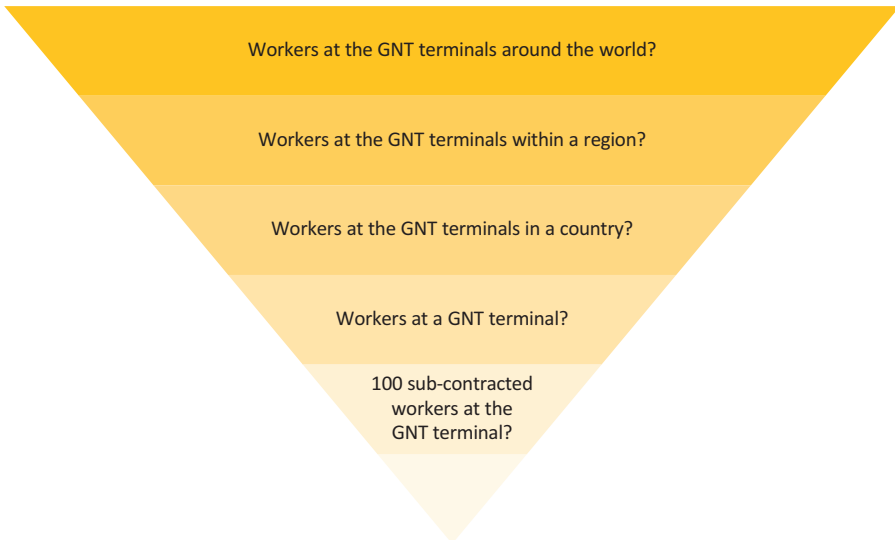 Workers at the GNT terminals around the world?
Workers at the GNT terminals within a region?
Workers at the GNT terminals in a country?
Workers at a GNT terminal?
100 sub-contracted
workers at the
GNT terminal?